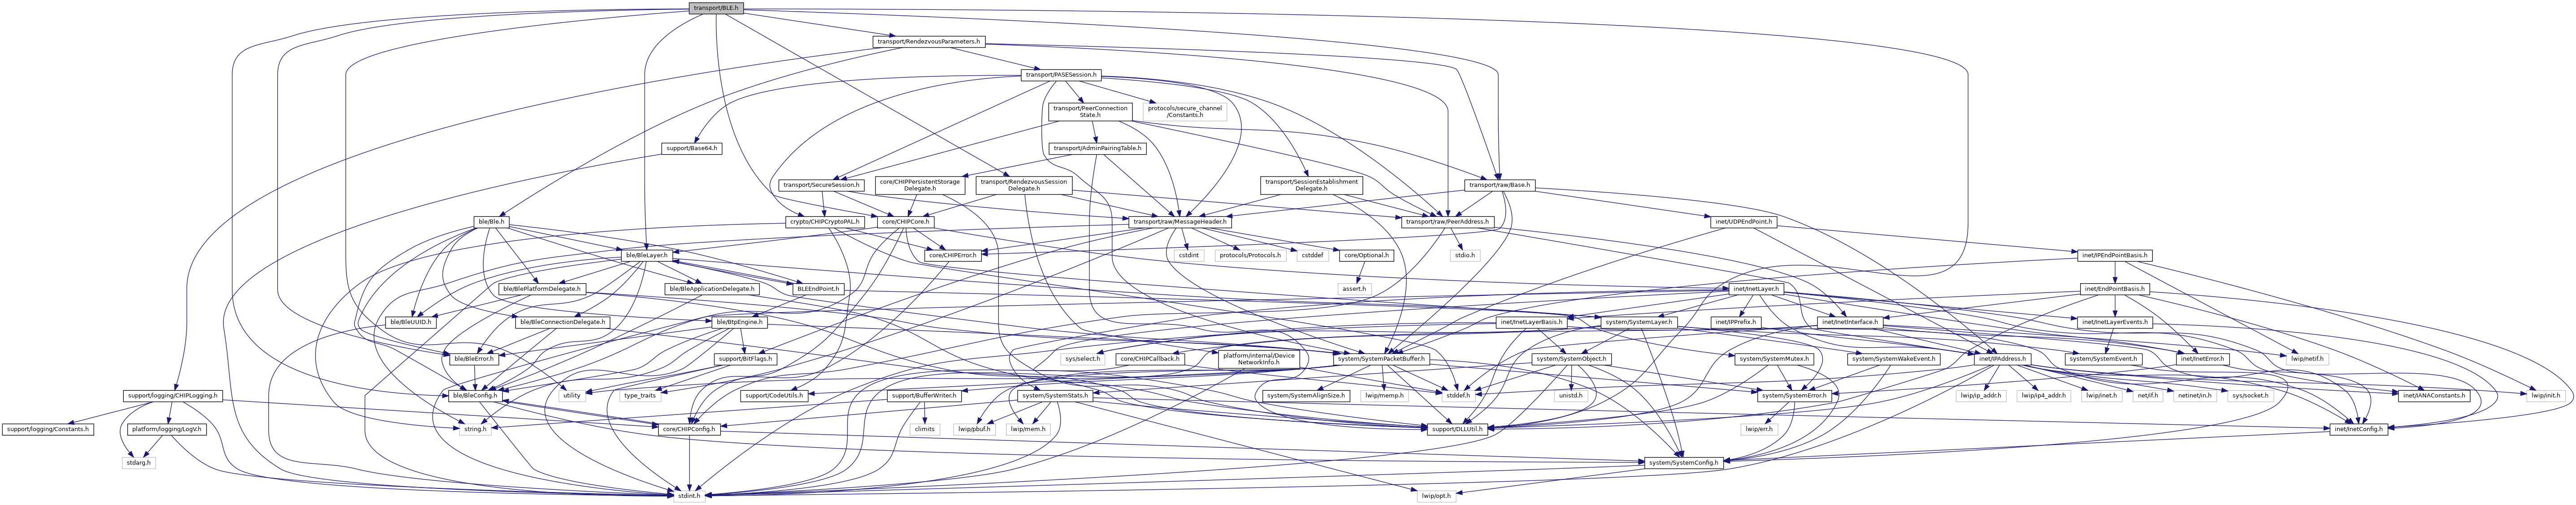 transport/BLE.h
transport/RendezvousParameters.h
transport/PASESession.h
transport/PeerConnection
State.h
protocols/secure_channel
/Constants.h
support/Base64.h
transport/AdminPairingTable.h
transport/SecureSession.h
core/CHIPPersistentStorage
Delegate.h
transport/RendezvousSession
Delegate.h
transport/SessionEstablishment
Delegate.h
transport/raw/Base.h
ble/Ble.h
crypto/CHIPCryptoPAL.h
core/CHIPCore.h
transport/raw/MessageHeader.h
transport/raw/PeerAddress.h
inet/UDPEndPoint.h
ble/BleLayer.h
core/CHIPError.h
cstdint
protocols/Protocols.h
cstddef
core/Optional.h
stdio.h
inet/IPEndPointBasis.h
ble/BlePlatformDelegate.h
ble/BleApplicationDelegate.h
BLEEndPoint.h
assert.h
inet/InetLayer.h
inet/EndPointBasis.h
ble/BleUUID.h
ble/BleConnectionDelegate.h
ble/BtpEngine.h
inet/InetLayerBasis.h
system/SystemLayer.h
inet/IPPrefix.h
inet/InetInterface.h
inet/InetLayerEvents.h
ble/BleError.h
support/BitFlags.h
sys/select.h
core/CHIPCallback.h
platform/internal/Device
NetworkInfo.h
system/SystemPacketBuffer.h
system/SystemObject.h
system/SystemMutex.h
system/SystemWakeEvent.h
inet/IPAddress.h
system/SystemEvent.h
inet/InetError.h
lwip/netif.h
support/logging/CHIPLogging.h
ble/BleConfig.h
utility
type_traits
support/CodeUtils.h
support/BufferWriter.h
system/SystemStats.h
system/SystemAlignSize.h
lwip/memp.h
stddef.h
unistd.h
system/SystemError.h
lwip/ip_addr.h
lwip/ip4_addr.h
lwip/inet.h
net/if.h
netinet/in.h
sys/socket.h
inet/IANAConstants.h
lwip/init.h
support/logging/Constants.h
platform/logging/LogV.h
string.h
core/CHIPConfig.h
climits
lwip/pbuf.h
lwip/mem.h
support/DLLUtil.h
lwip/err.h
inet/InetConfig.h
stdarg.h
system/SystemConfig.h
stdint.h
lwip/opt.h